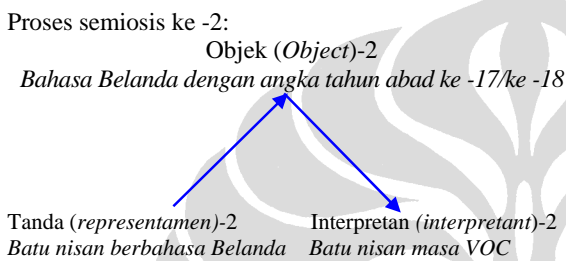 Proses semiosis ke -2:
Objek (Object)-2
Bahasa Belanda dengan angka tahun abad ke -17/ke -18
Tanda (representamen)-2 Interpretan (interpretant)-2
Batu nisan berbahasa Belanda Batu nisan masa VOC